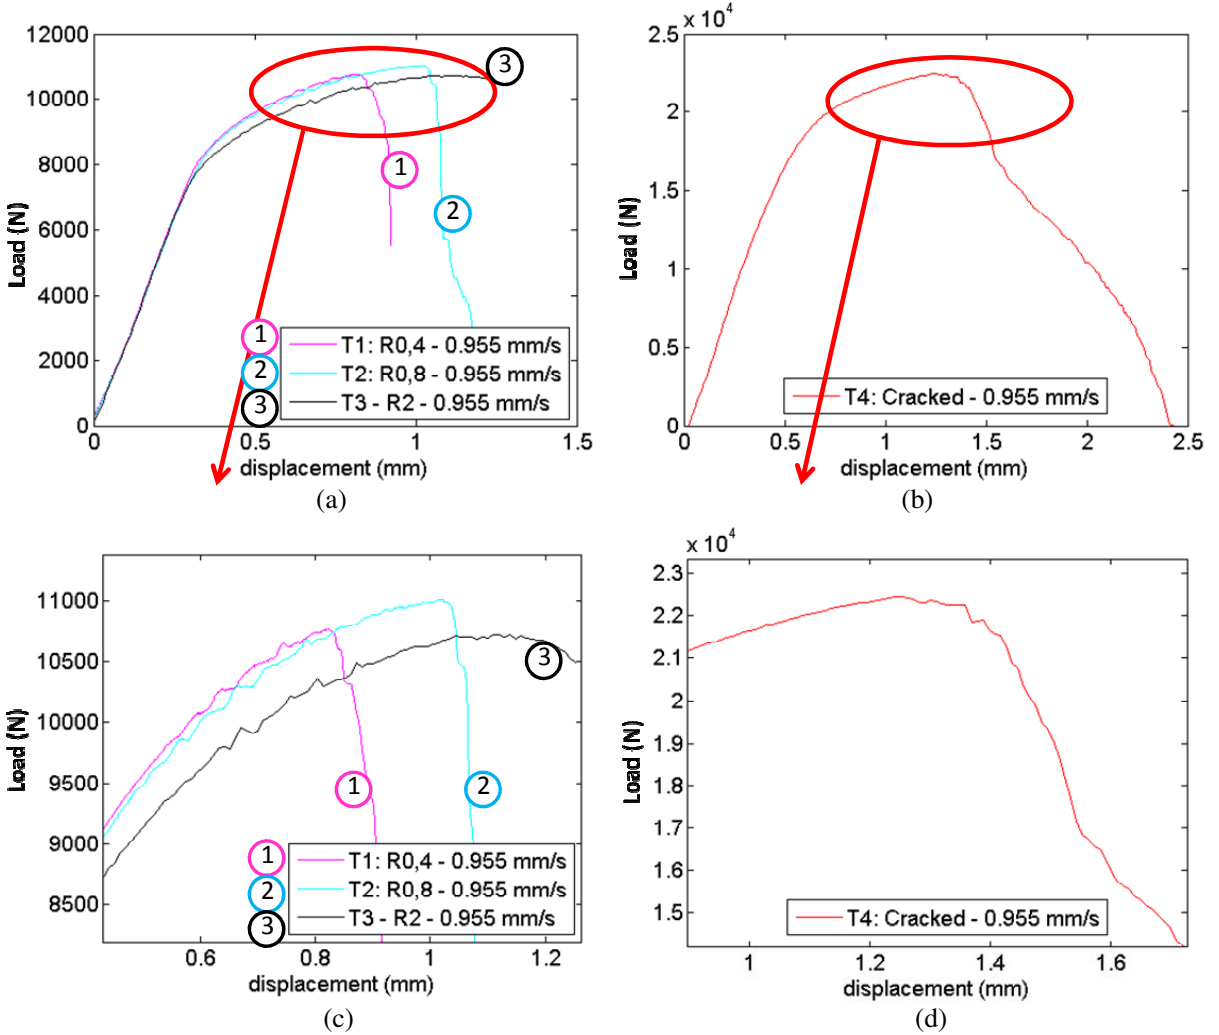 12000
10000
8000
6000
4000
2000
0
Load (N)
0
0.5
1
1.5
displacement (mm)
3
1
2
1
2
3
T1: R0,4 - 0.955 mm/s
T2: R0,8 - 0.955 mm/s
T3 - R2 - 0.955 mm/s
(a)
x 10⁴
2.5
2
1.5
1
0.5
0
Load (N)
0
0.5
1
1.5
2
2.5
displacement (mm)
T4: Cracked - 0.955 mm/s
(b)
11000
10500
10000
9500
9000
8500
Load (N)
0.6
0.8
1
1.2
displacement (mm)
3
1
2
1
2
3
T1: R0,4 - 0.955 mm/s
T2: R0,8 - 0.955 mm/s
T3 - R2 - 0.955 mm/s
(c)
x 10⁴
2.3
2.2
2.1
2
1.9
1.8
1.7
1.6
1.5
Load (N)
1
1.2
1.4
1.6
displacement (mm)
T4: Cracked - 0.955 mm/s
(d)